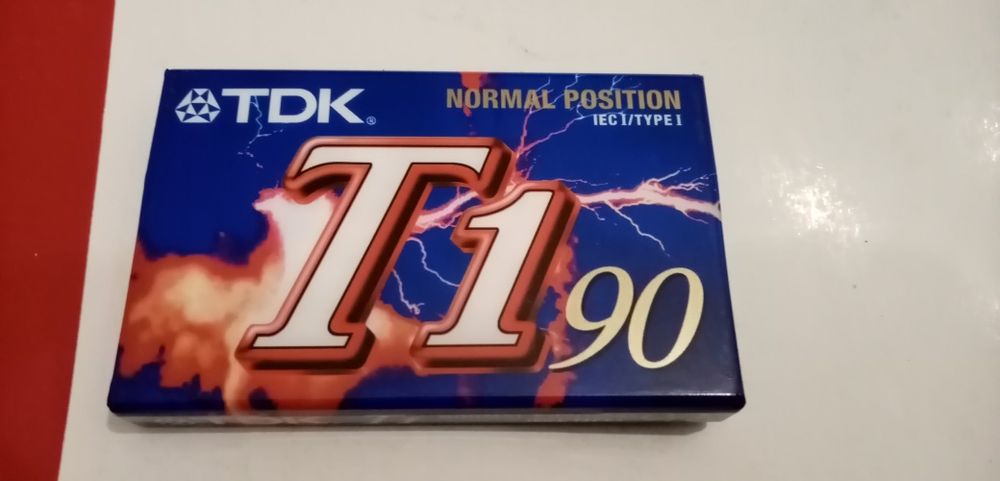 TDK®
NORMAL POSITION
IEC I/TYPE I
T1
90